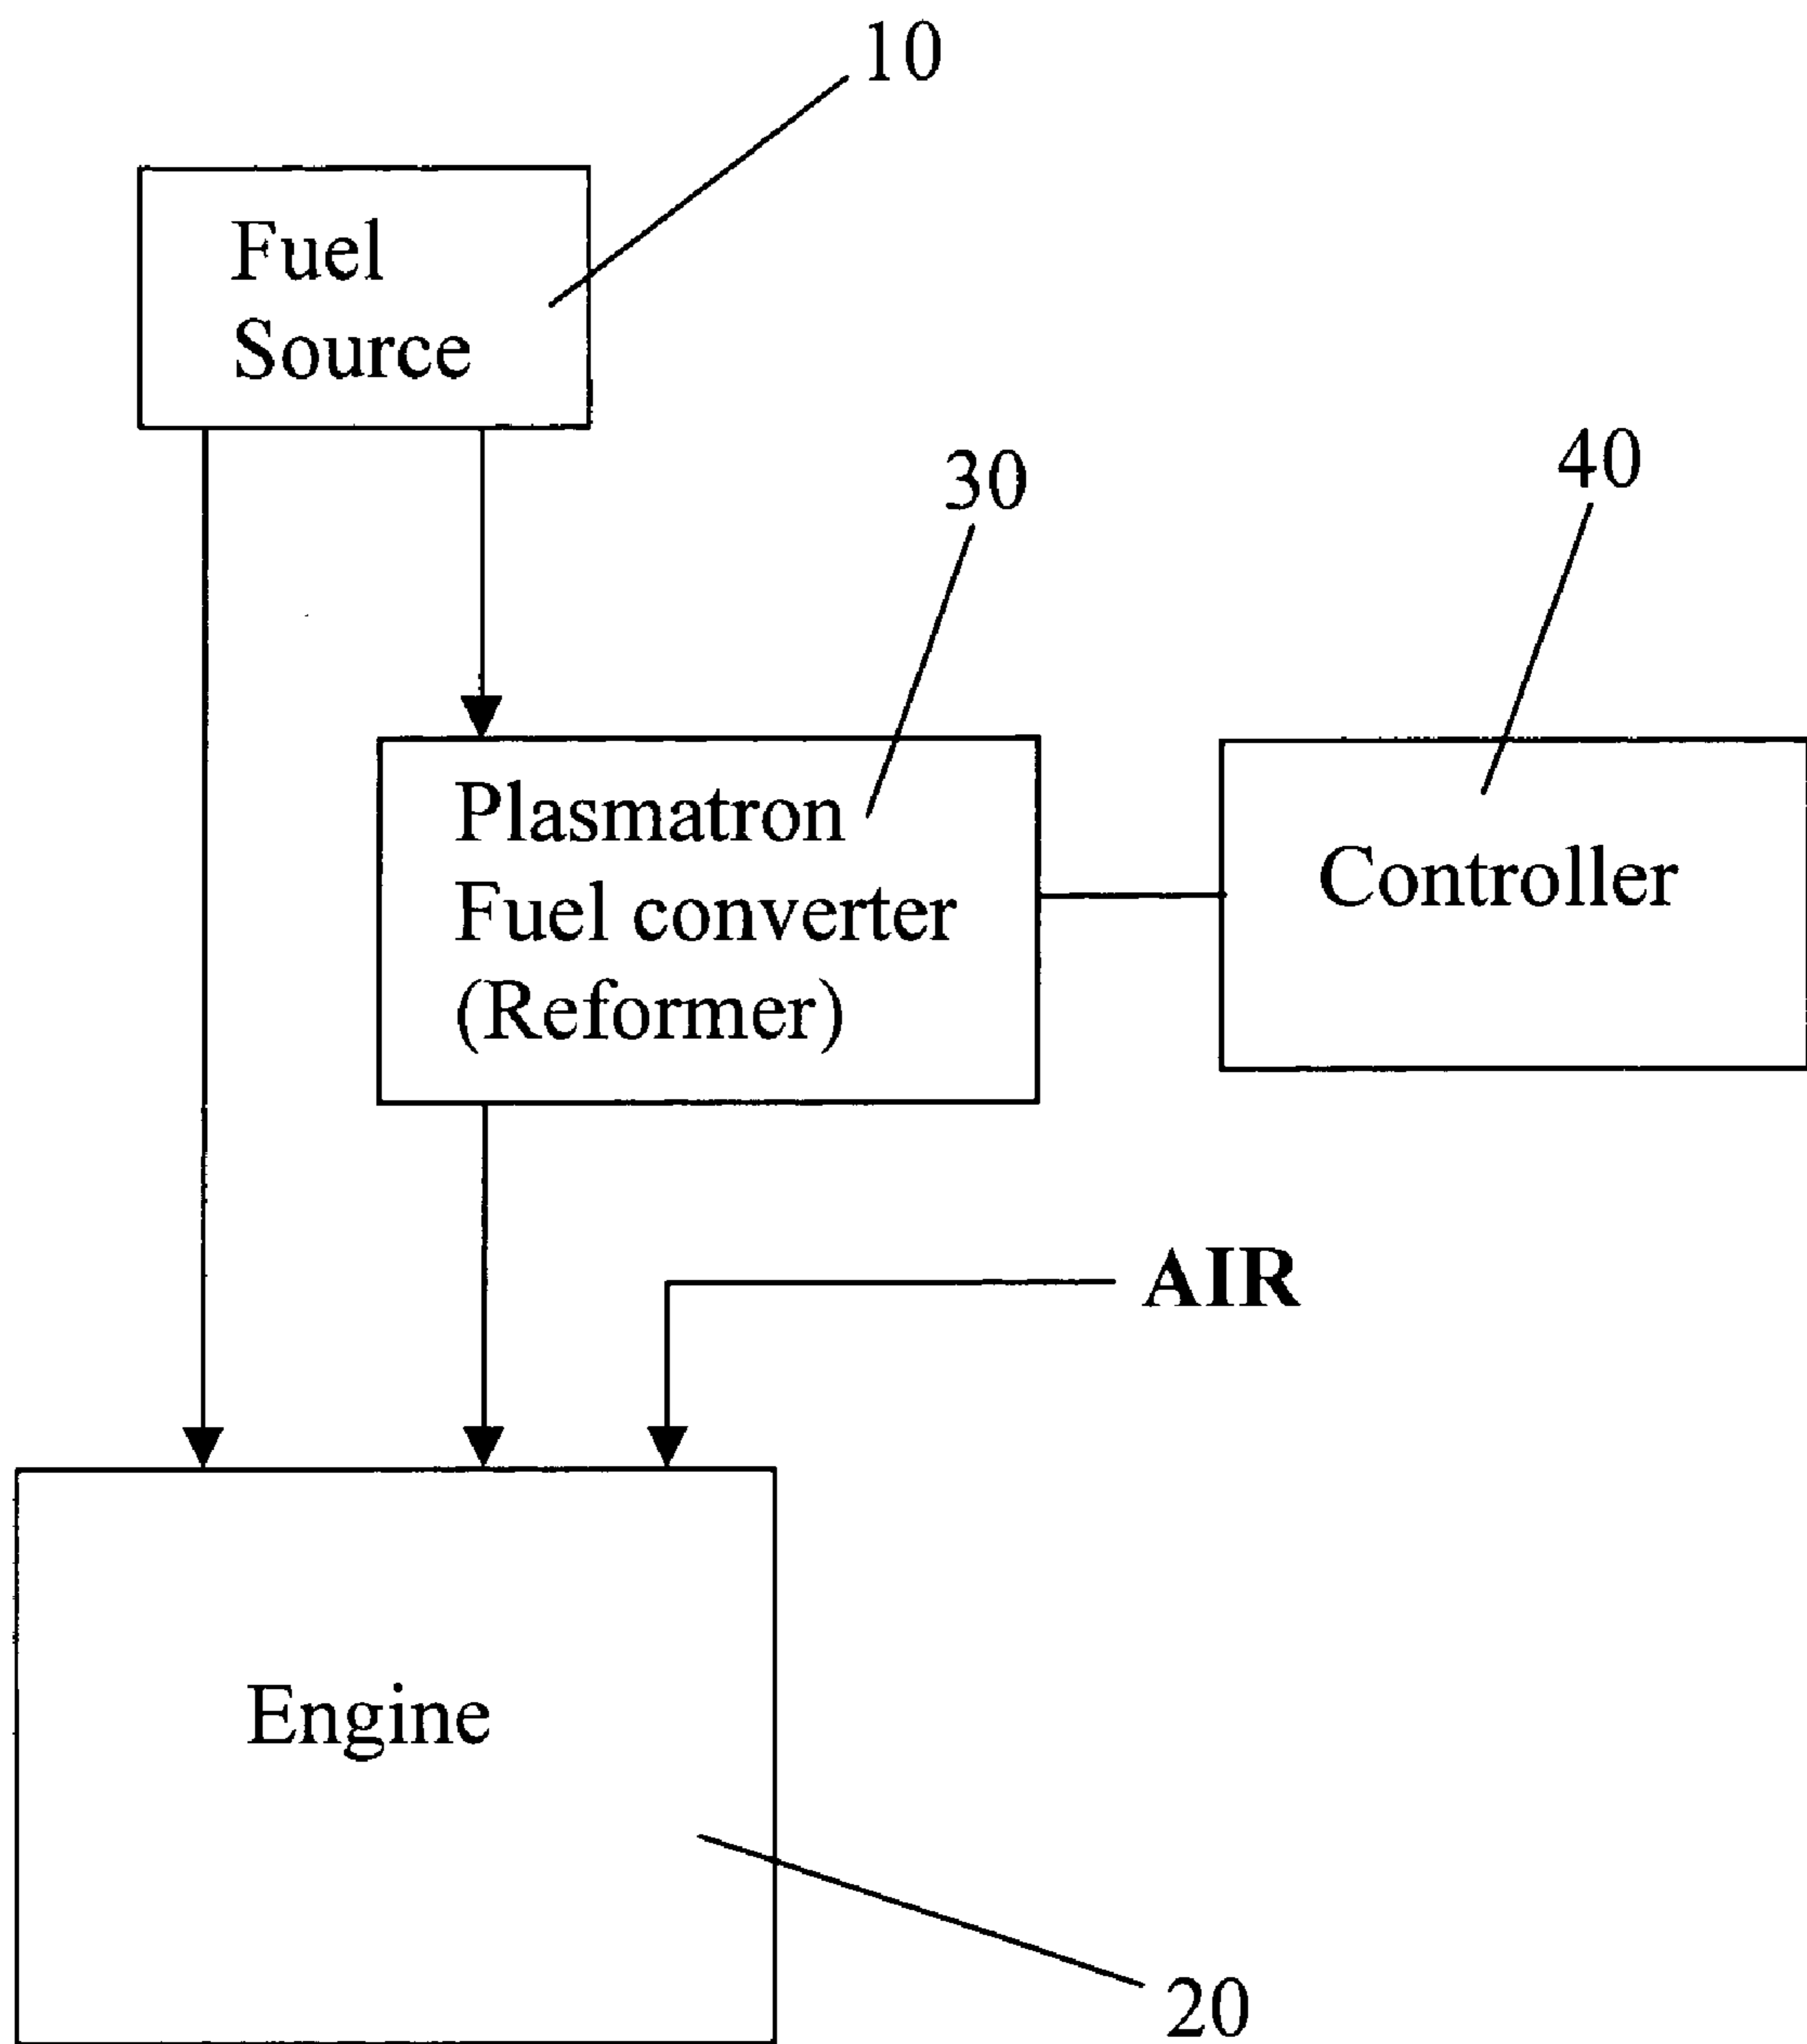 10
Fuel
Source
30
40
Plasmatron
Fuel converter
(Reformer)
Controller
AIR
Engine
20